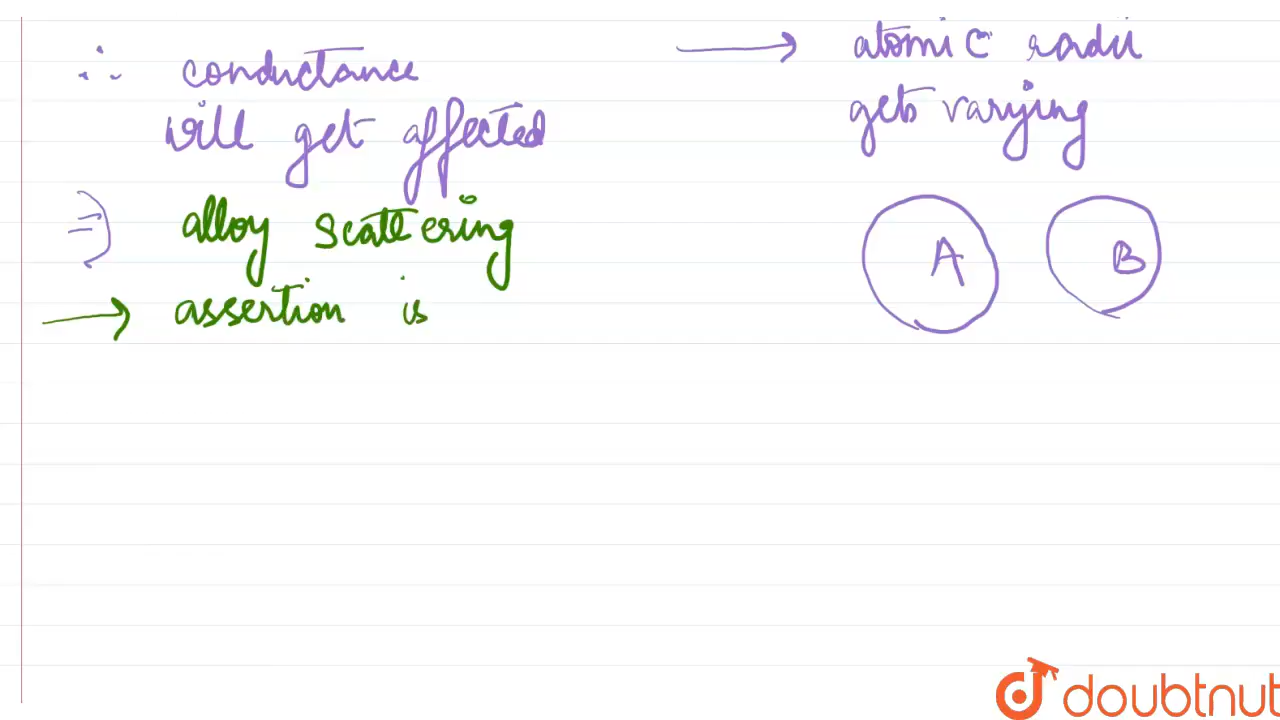 ∴ conductance
will get affected
⇒ alloy scattering
→ assertion is
→ atomic radii
gets varying
A B
doubtnut